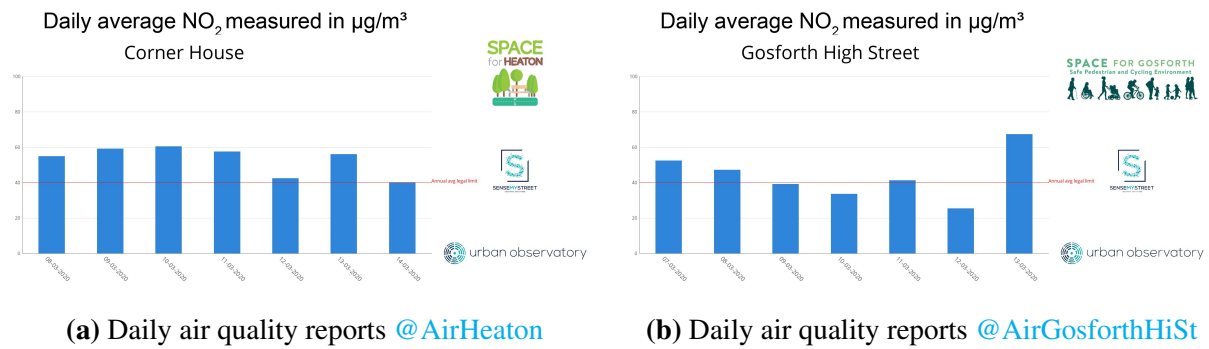 Daily average NO2 measured in µg/m³
Corner House
SPACE
for HEATON
100
80
60
40
20
0
Annual avg legal limit
08-03-2020
09-03-2020
10-03-2020
11-03-2020
12-03-2020
13-03-2020
14-03-2020
S
SENSEMYSTREET
urban observatory
(a) Daily air quality reports @AirHeaton
Daily average NO2 measured in µg/m³
Gosforth High Street
SPACE FOR GOSFORTH
Safe Pedestrian and Cycling Environment
100
80
60
40
20
0
Annual avg legal limit
07-03-2020
08-03-2020
09-03-2020
10-03-2020
11-03-2020
12-03-2020
13-03-2020
S
SENSEMYSTREET
urban observatory
(b) Daily air quality reports @AirGosforthHiSt